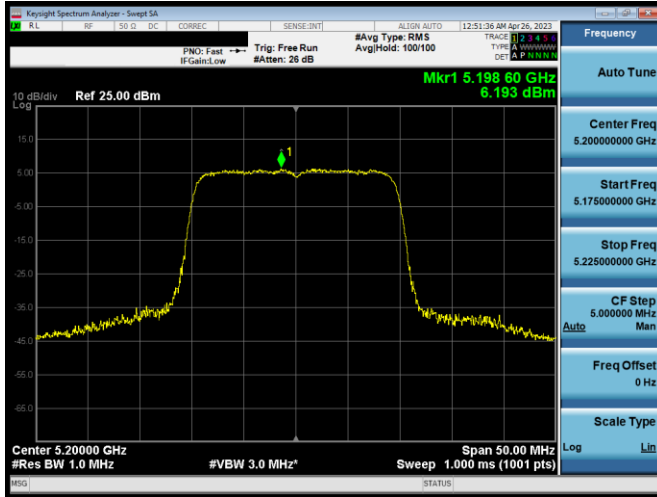 Keysight Spectrum Analyzer - Swept SA
RL RF 50 Ω DC CORREC SENSE:INT ALIGN AUTO 12:51:36 AM Apr 26, 2023
#Avg Type: RMS TRACE 1 2 3 4 5 6
PNO: Fast Trig: Free Run Avg|Hold: 100/100 TYPE A WWWWW
IFGain:Low #Atten: 26 dB DET A P N N N N
Mkr1 5.198 60 GHz
6.193 dBm
10 dB/div Ref 25.00 dBm
Log
15.0
5.00
-5.00
-15.0
-25.0
-35.0
-45.0
-55.0
-65.0
1
Center 5.20000 GHz Span 50.00 MHz
#Res BW 1.0 MHz #VBW 3.0 MHz* Sweep 1.000 ms (1001 pts)
MSG STATUS
Frequency
Auto Tune
Center Freq
5.200000000 GHz
Start Freq
5.175000000 GHz
Stop Freq
5.225000000 GHz
CF Step
5.000000 MHz
Auto Man
Freq Offset
0 Hz
Scale Type
Log Lin